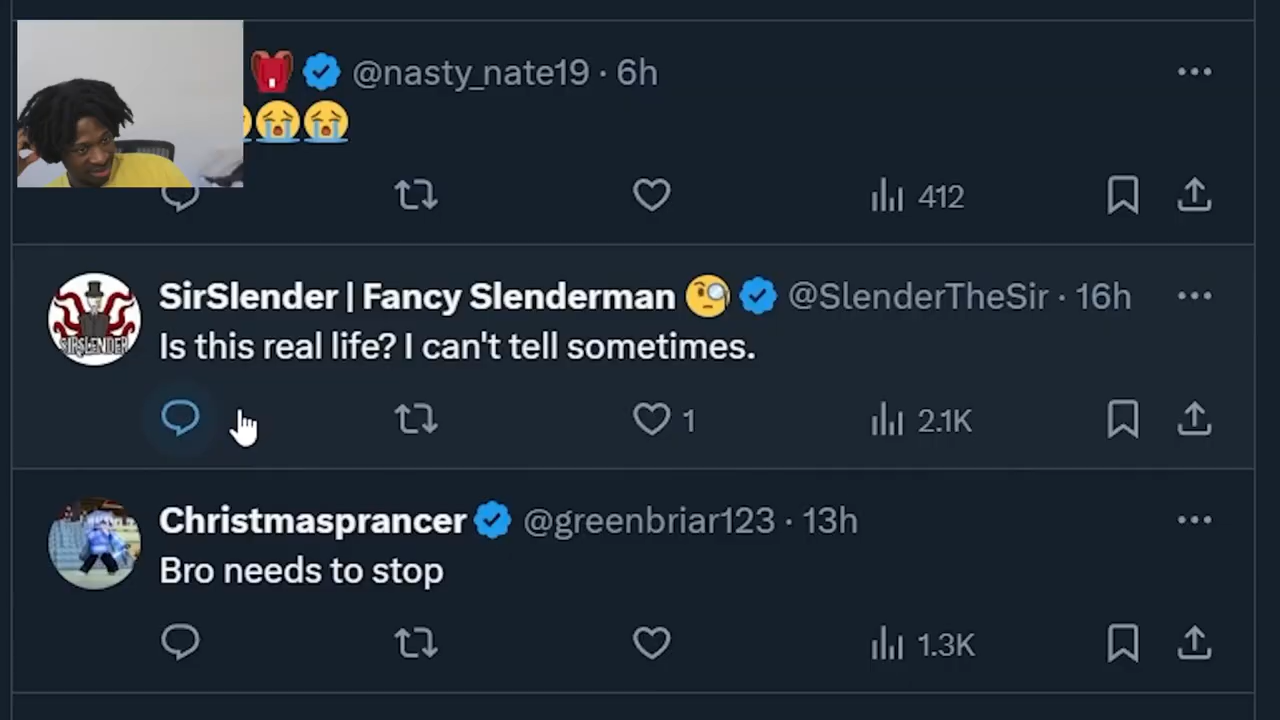 @nasty_nate19 · 6h
412
SirSlender | Fancy Slenderman @SlenderTheSir · 16h
SIRSLENDER
Is this real life? I can't tell sometimes.
1 2.1K
Christmasprancer @greenbriar123 · 13h
Bro needs to stop
1.3K